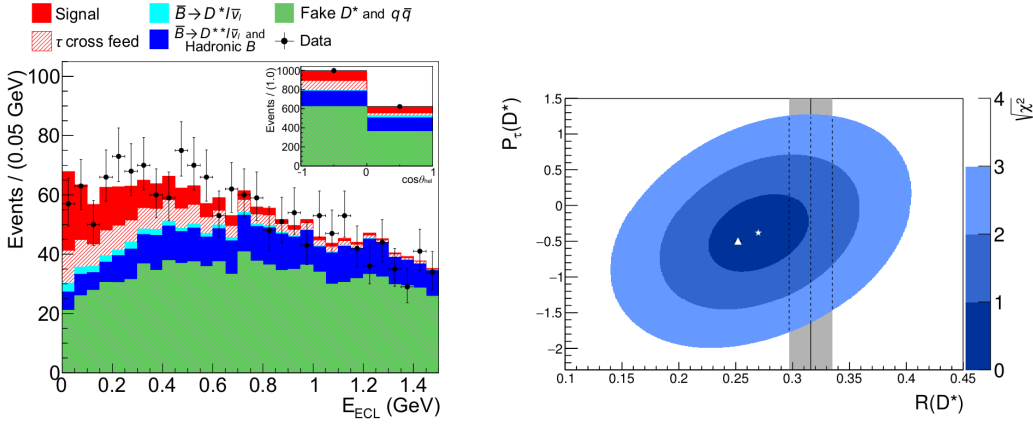 Signal
τ cross feed
B̄→D*lν̄ₗ
B̄→D**lν̄ₗ and
Hadronic B
Fake D* and qq̄
Data
Events / (0.05 GeV)
100
80
60
40
20
0
0 0.2 0.4 0.6 0.8 1 1.2 1.4
E_ECL (GeV)
Events / (1.0)
1000
800
600
400
200
0
-1 0 1
cosθ_hel
P_τ(D*)
1.5
1
0.5
0
−0.5
−1
−1.5
−2
0.1 0.15 0.2 0.25 0.3 0.35 0.4 0.45
R(D*)
√χ²
4
3
2
1
0